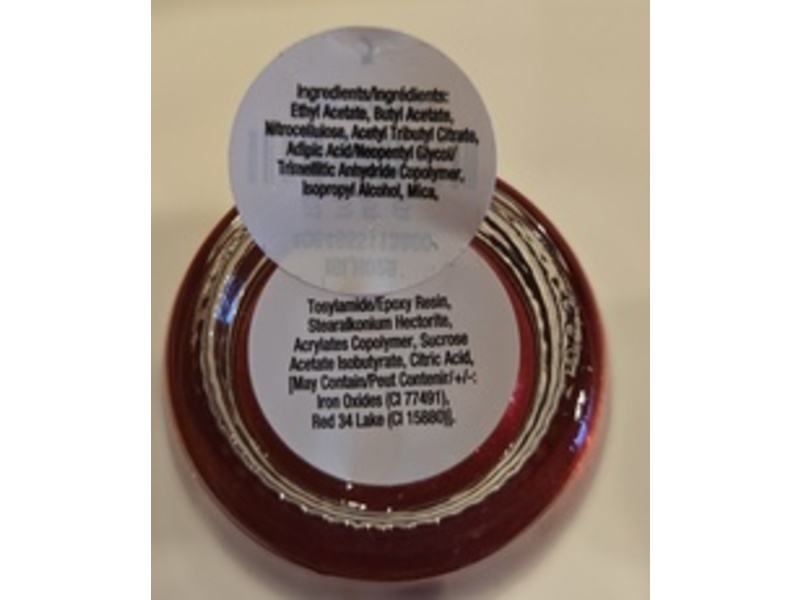 Ingredients/Ingrédients:
Ethyl Acetate, Butyl Acetate,
Nitrocellulose, Acetyl Tributyl Citrate,
Adipic Acid/Neopentyl Glycol/
Trimellitic Anhydride Copolymer,
Isopropyl Alcohol, Mica,
Tosylamide/Epoxy Resin,
Stearalkonium Hectorite,
Acrylates Copolymer, Sucrose
Acetate Isobutyrate, Citric Acid,
[May Contain/Peut Contenir/+/-:
Iron Oxides (CI 77491),
Red 34 Lake (CI 15880)].